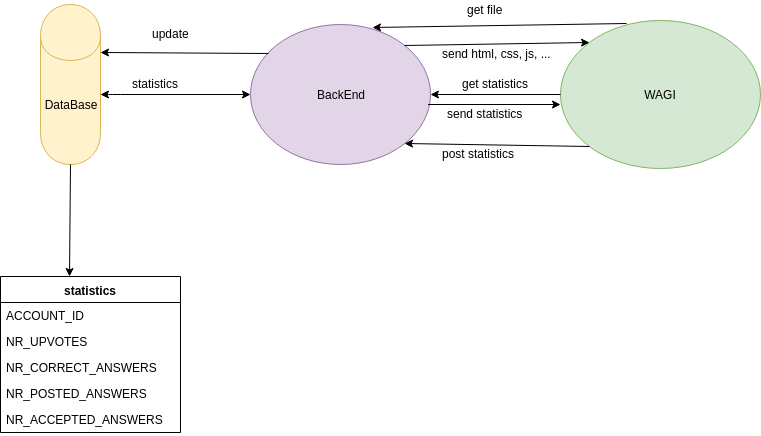 get file
update
send html, css, js, ...
statistics
get statistics
DataBase
BackEnd
WAGI
send statistics
post statistics
statistics
ACCOUNT_ID
NR_UPVOTES
NR_CORRECT_ANSWERS
NR_POSTED_ANSWERS
NR_ACCEPTED_ANSWERS